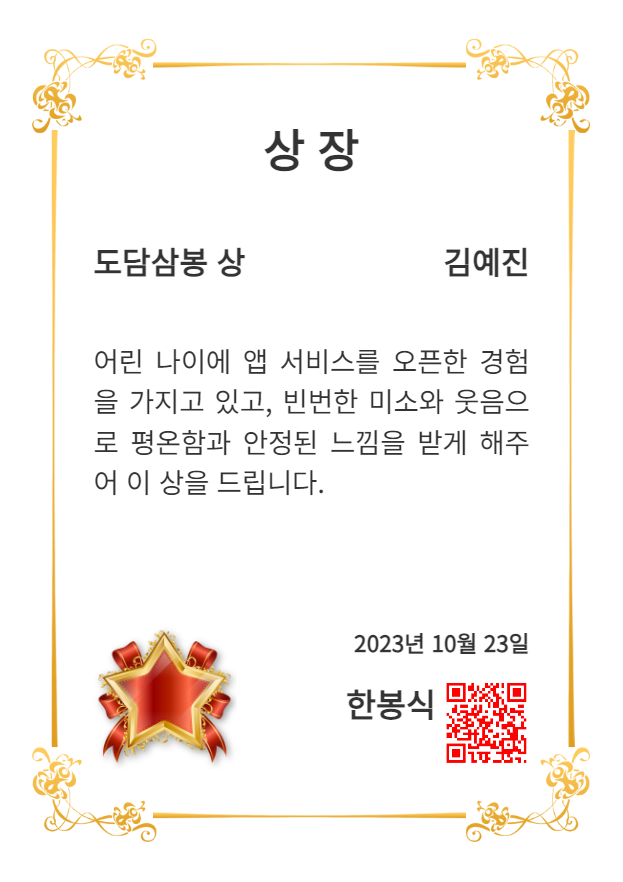 상 장
도담삼봉 상 김예진
어린 나이에 앱 서비스를 오픈한 경험
을 가지고 있고, 빈번한 미소와 웃음으
로 평온함과 안정된 느낌을 받게 해주
어 이 상을 드립니다.
2023년 10월 23일
한봉식